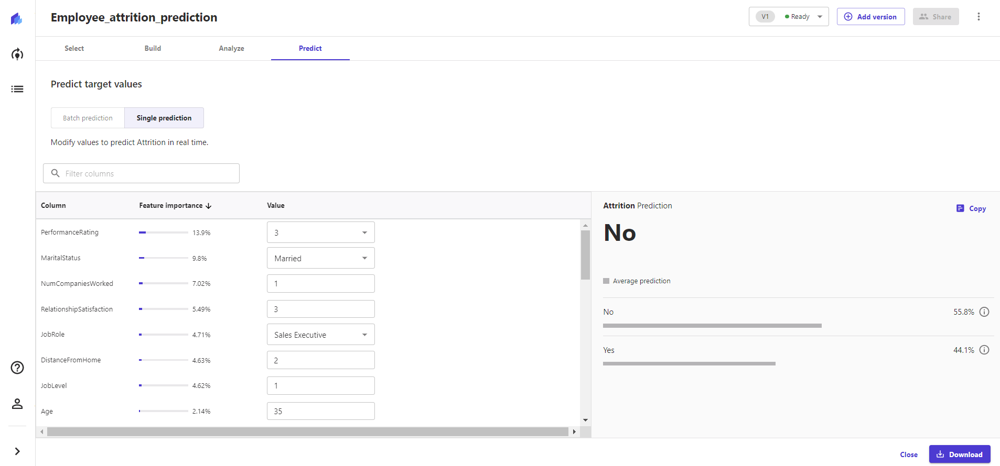 Employee_attrition_prediction
V1
Ready
Add version
Share
Select
Build
Analyze
Predict
Predict target values
Batch prediction
Single prediction
Modify values to predict Attrition in real time.
Filter columns
Column
Feature importance
Value
PerformanceRating
13.9%
3
MaritalStatus
9.8%
Married
NumCompaniesWorked
7.02%
1
RelationshipSatisfaction
5.49%
3
JobRole
4.71%
Sales Executive
DistanceFromHome
4.63%
2
JobLevel
4.62%
1
Age
2.14%
35
Attrition Prediction
Copy
No
Average prediction
No
55.8%
Yes
44.1%
Close
Download